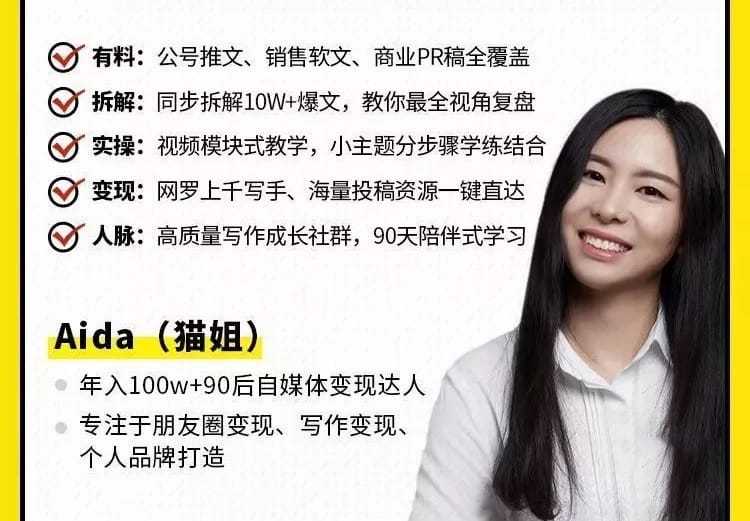 有料：公号推文、销售软文、商业PR稿全覆盖
拆解：同步拆解10W+爆文，教你最全视角复盘
实操：视频模块式教学，小主题分步骤学练结合
变现：网罗上千写手、海量投稿资源一键直达
人脉：高质量写作成长社群，90天陪伴式学习
Aida（猫姐）
年入100w+90后自媒体变现达人
专注于朋友圈变现、写作变现、
个人品牌打造